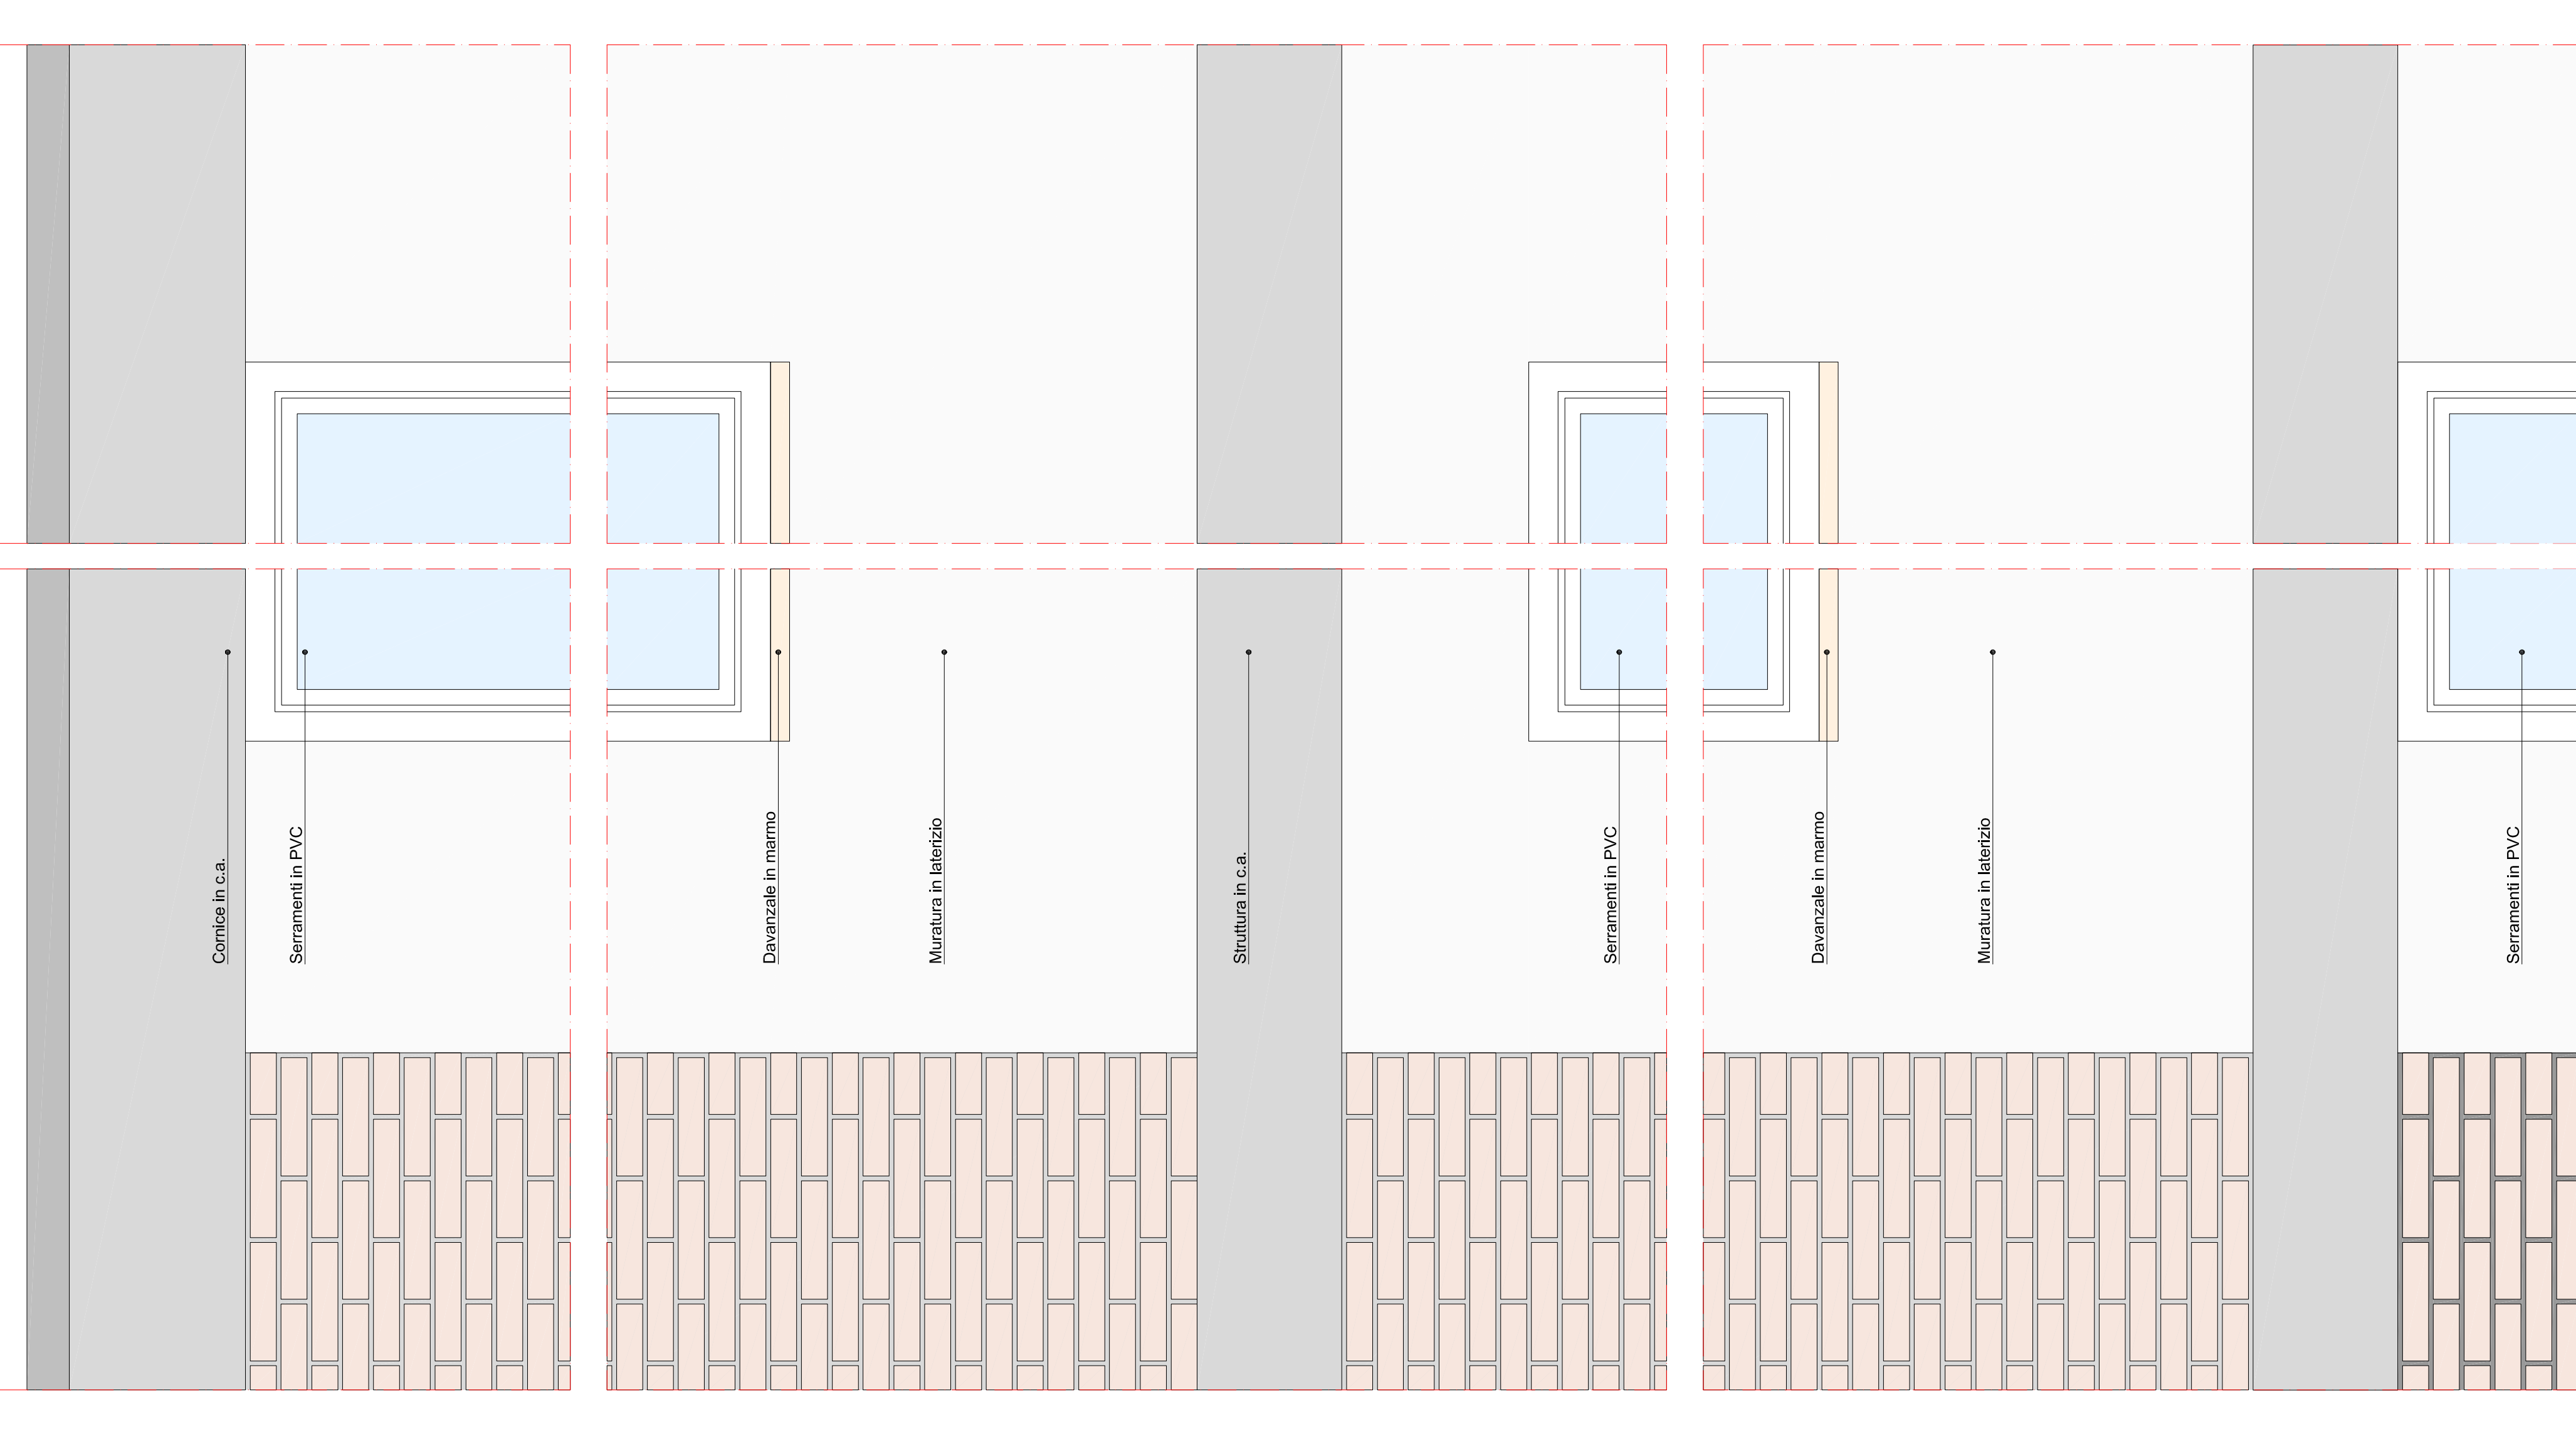 Cornice in c.a.
Serramenti in PVC
Davanzale in marmo
Muratura in laterizio
Struttura in c.a.
Serramenti in PVC
Davanzale in marmo
Muratura in laterizio
Serramenti in PVC